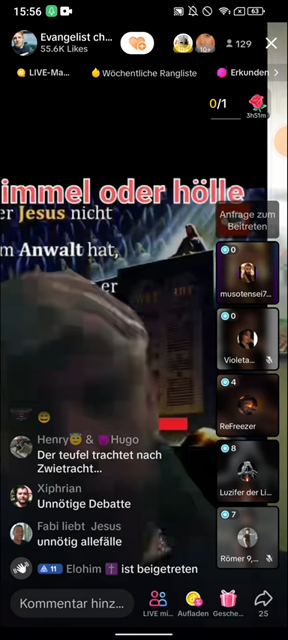 15:56
63
Evangelist ch...
55.6K Likes
10+
129
LIVE-Ma...
Wöchentliche Rangliste
Erkunden
0/1
3h51m
immel oder hölle
er Jesus nicht
m Anwalt hat,
er
Anfrage zum
Beitreten
0
musotensei7...
0
Violeta...
4
ReFreezer
8
Luzifer der Li...
7
Römer 9,...
Henry😇 & 😈Hugo
Der teufel trachtet nach
Zwietracht...
Xiphrian
Unnötige Debatte
Fabi liebt Jesus
unnötig allefälle
11 Elohim ✝️ ist beigetreten
Kommentar hinz...
LIVE mi...
Aufladen
Gesche...
25